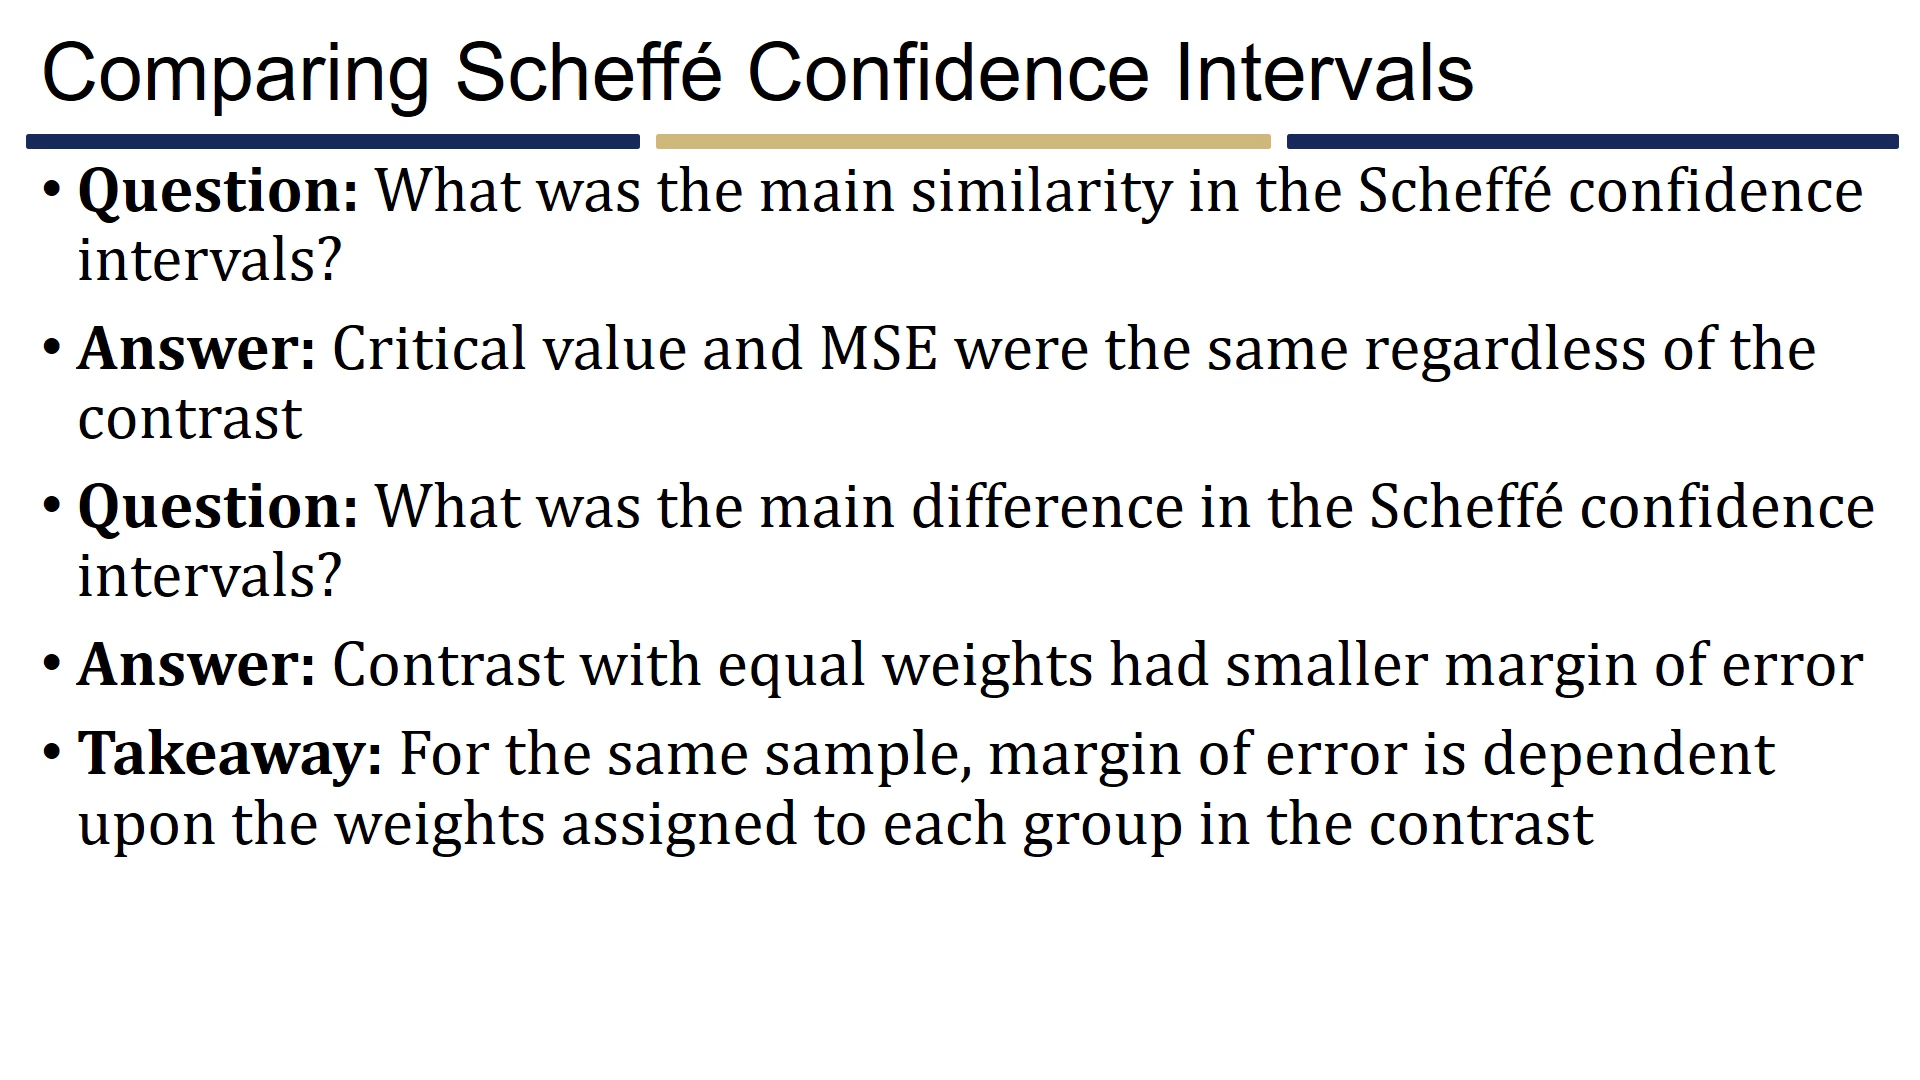 Comparing Scheffé Confidence Intervals
• Question: What was the main similarity in the Scheffé confidence
intervals?
• Answer: Critical value and MSE were the same regardless of the
contrast
• Question: What was the main difference in the Scheffé confidence
intervals?
• Answer: Contrast with equal weights had smaller margin of error
• Takeaway: For the same sample, margin of error is dependent
upon the weights assigned to each group in the contrast